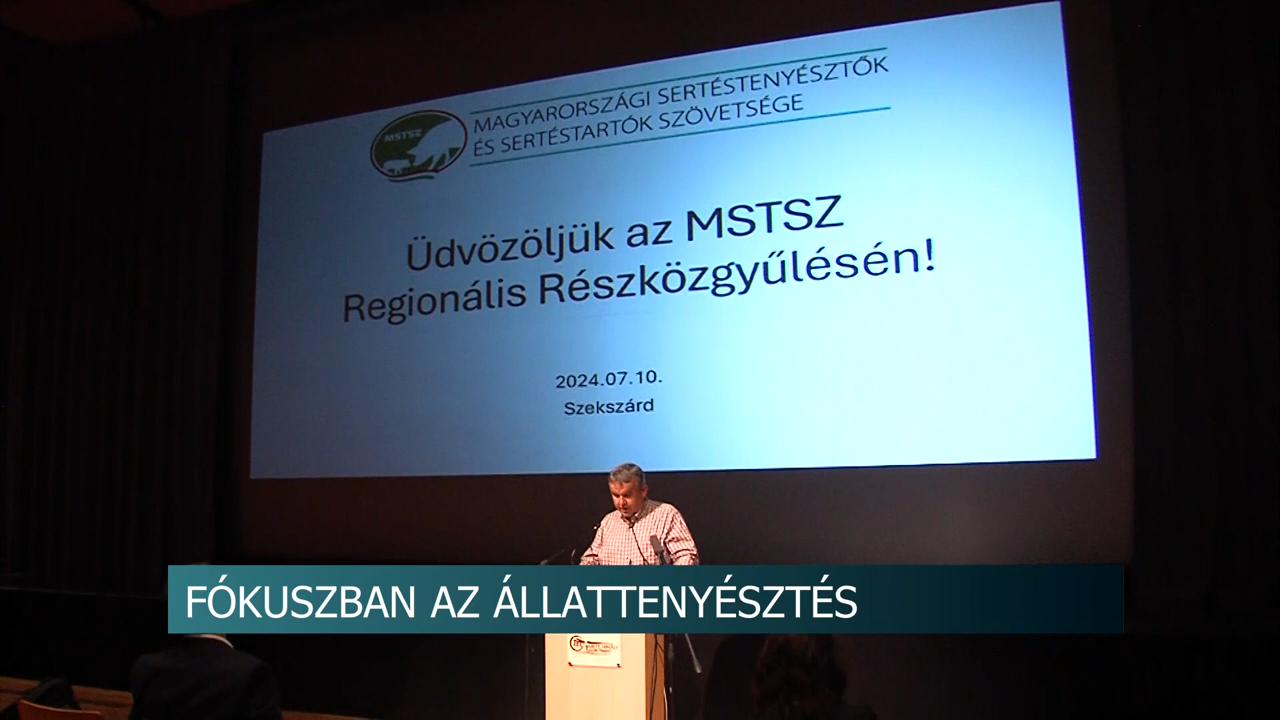 MSTSZ
MAGYARORSZÁGI SERTÉSTENYÉSZTŐK
ÉS SERTÉSTARTÓK SZÖVETSÉGE
Üdvözöljük az MSTSZ
Regionális Részközgyűlésén!
2024.07.10.
Szekszárd
FÓKUSZBAN AZ ÁLLATTENYÉSZTÉS